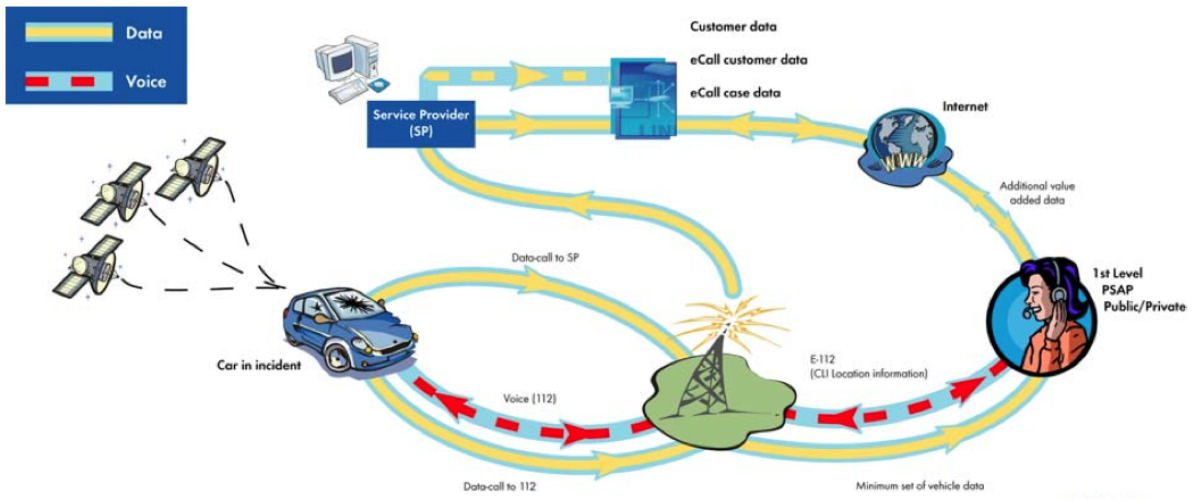 Data
Voice
Customer data
eCall customer data
eCall case data
Service Provider
(SP)
Internet
WWW
Additional value
added data
Data-call to SP
1st Level
PSAP
Public/Private
Car in incident
E-112
(CLI Location information)
Voice (112)
Data-call to 112
Minimum set of vehicle data